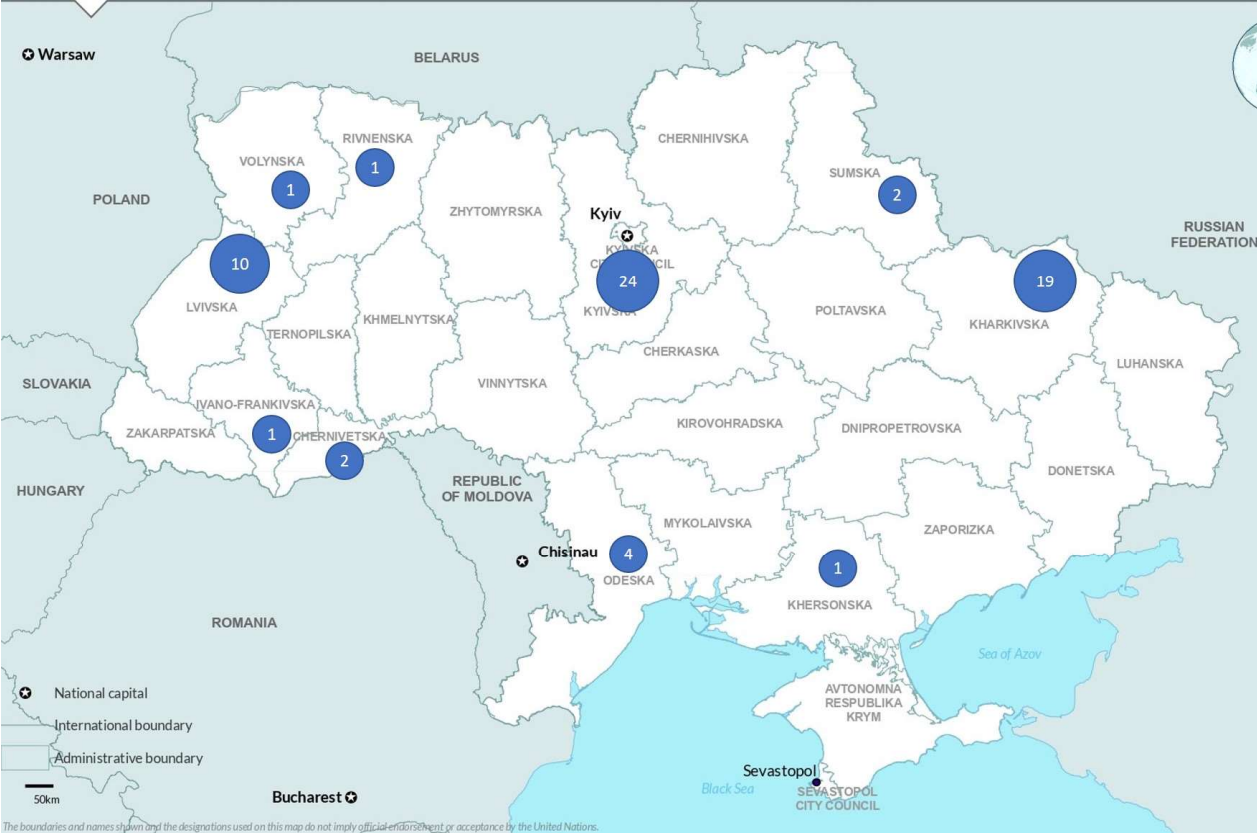 Warsaw
BELARUS
RIVNENSKA
CHERNIHIVSKA
VOLYNSKA
1
1
SUMSKA
2
POLAND
ZHYTOMYRSKA
Kyiv
RUSSIAN
FEDERATION
KYIVSKA
CITY COUNCIL
10
24
19
LVIVSKA
KYIVSKA
POLTAVSKA
KHARKIVSKA
TERNOPILSKA
KHMELNYTSKA
CHERKASKA
LUHANSKA
SLOVAKIA
VINNYTSKA
IVANO-FRANKIVSKA
ZAKARPATSKA
1
CHERNIVETSKA
2
KIROVOHRADSKA
DNIPROPETROVSKA
DONETSKA
HUNGARY
REPUBLIC
OF MOLDOVA
MYKOLAIVSKA
ZAPORIZKA
Chisinau
4
ODESKA
1
KHERSONSKA
ROMANIA
Sea of Azov
AVTONOMNA
RESPUBLIKA
KRYM
National capital
International boundary
Administrative boundary
50km
Sevastopol
Black Sea
SEVASTOPOL
CITY COUNCIL
Bucharest
The boundaries and names shown and the designations used on this map do not imply official endorsement or acceptance by the United Nations.